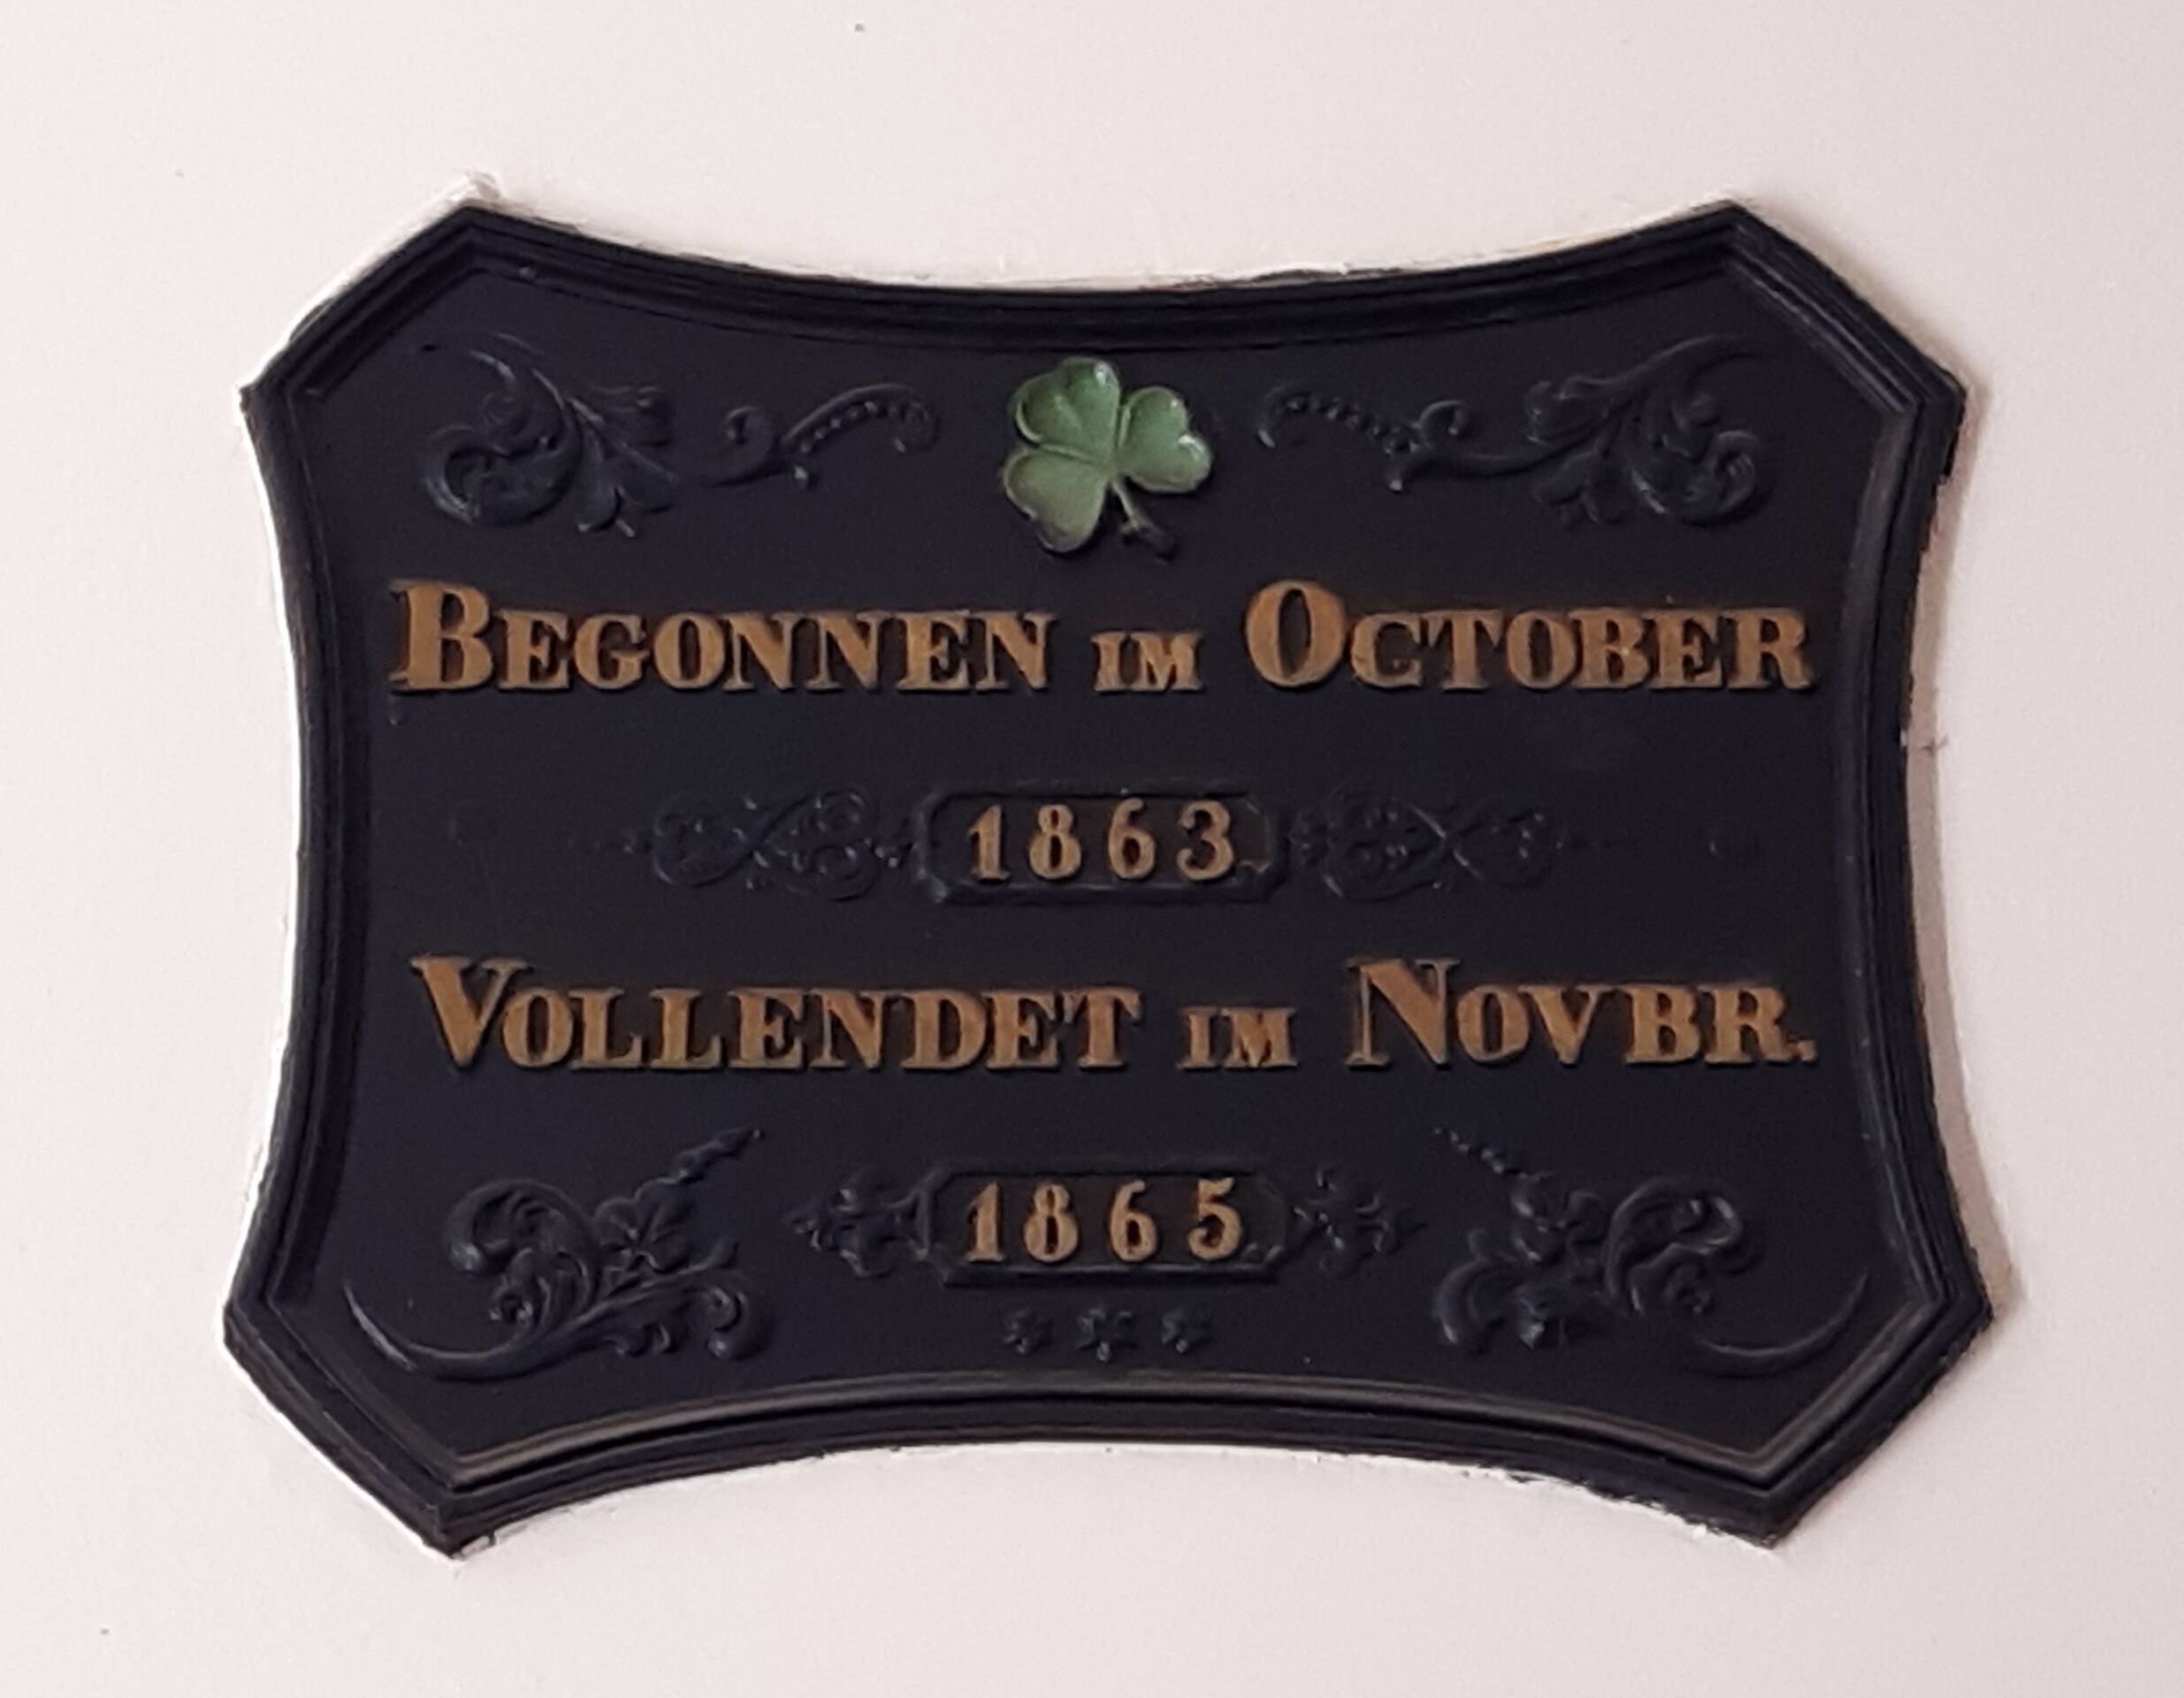 BEGONNEN IM OCTOBER
1863.
VOLLENDET IM NOVBR.
1865.